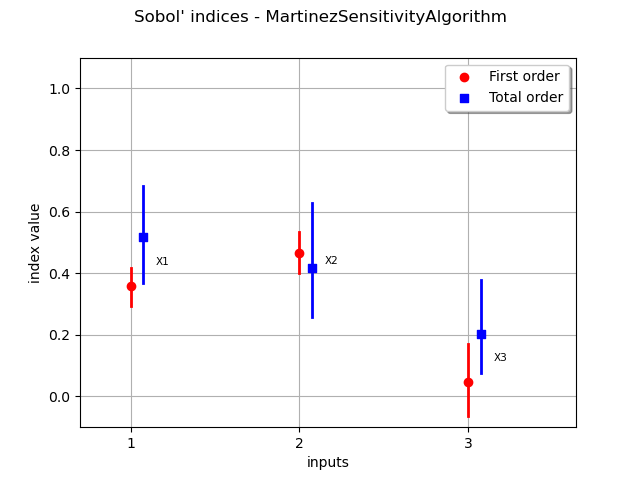 Sobol' indices - MartinezSensitivityAlgorithm
First order
Total order
1.0
0.8
0.6
0.4
0.2
0.0
index value
X1
X2
X3
1 2 3
inputs